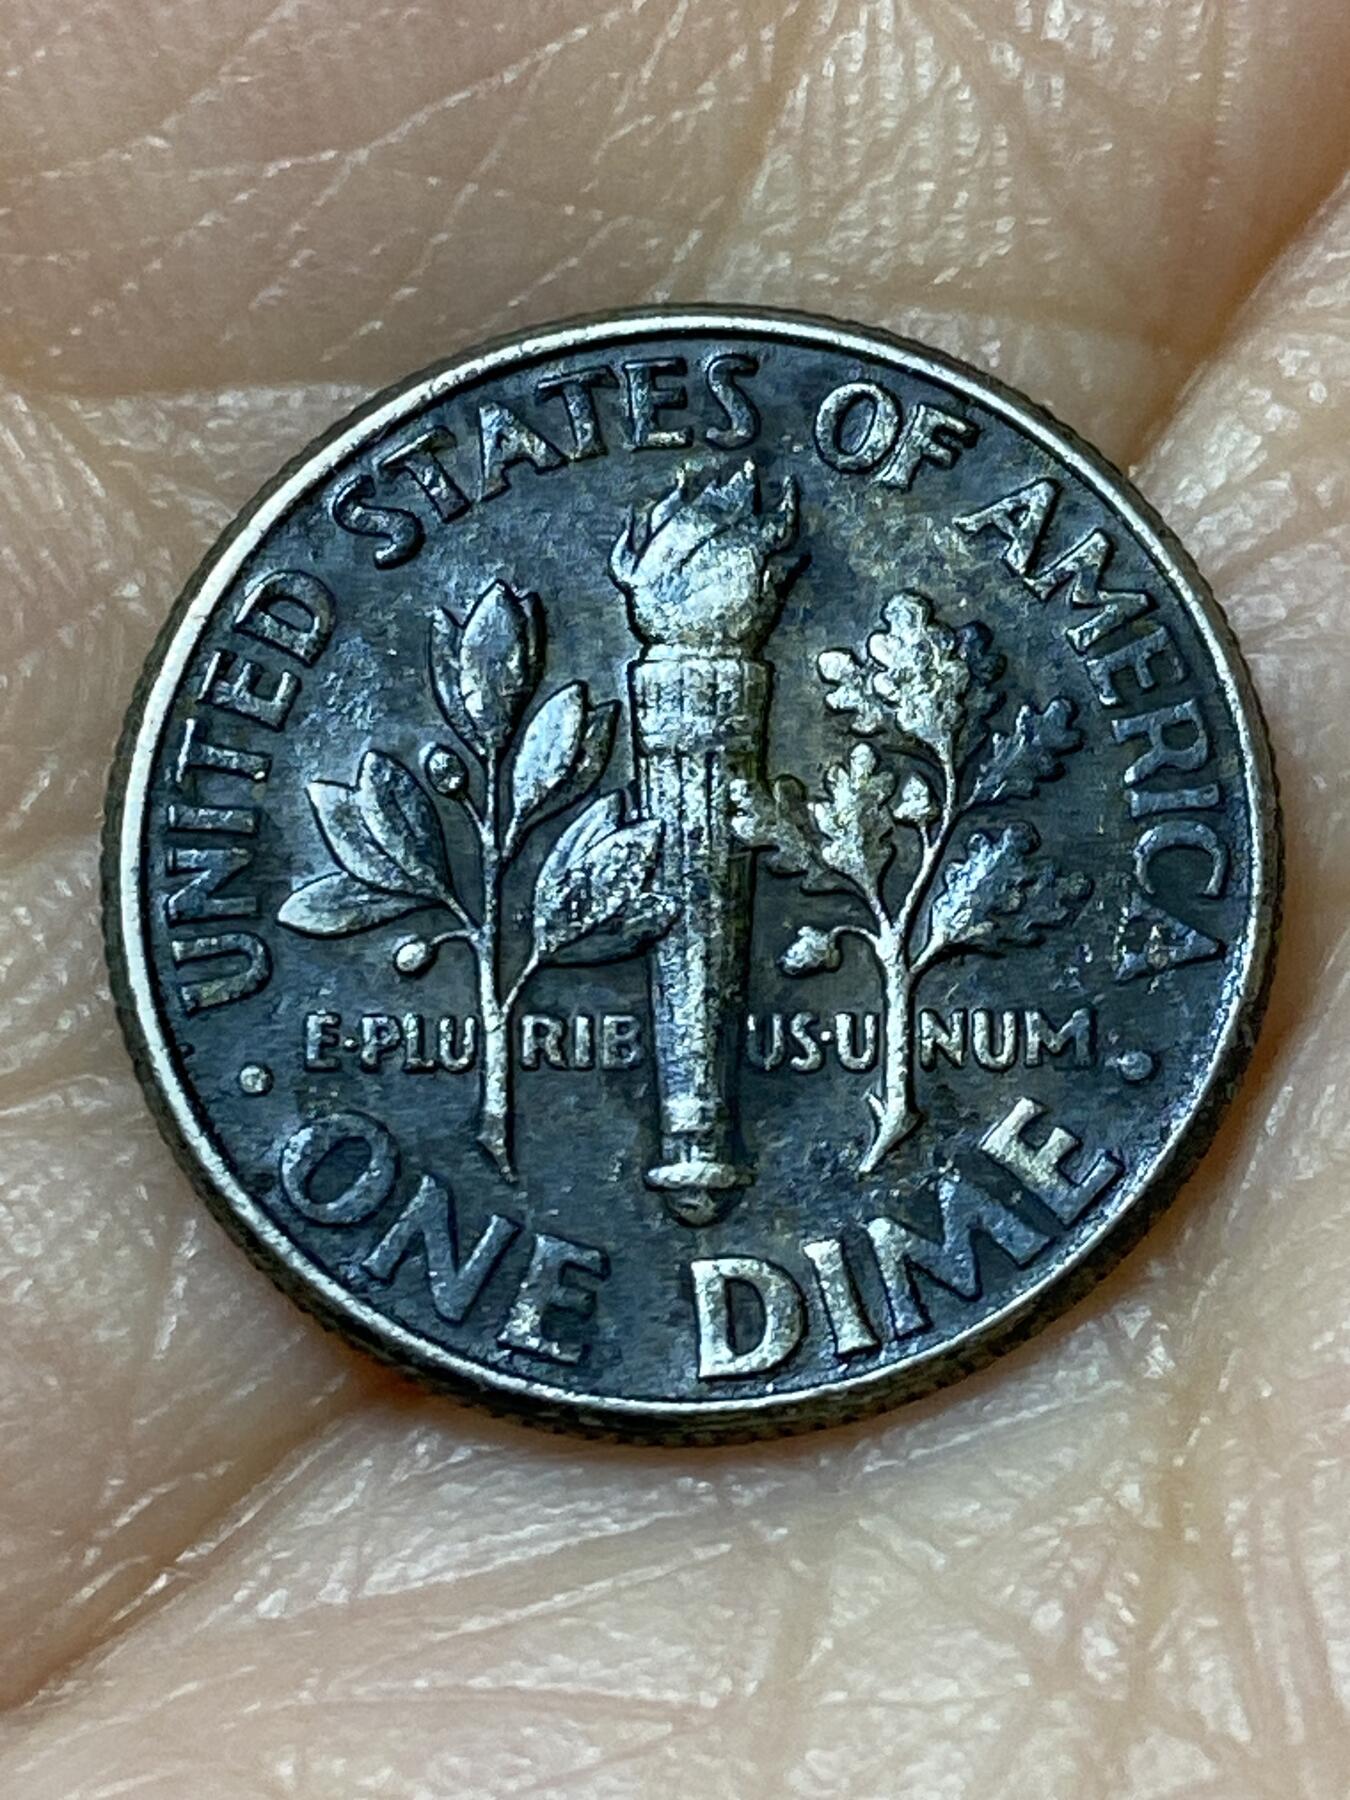 UNITED STATES OF AMERICA
E·PLURIBUS·UNUM
· ONE DIME ·